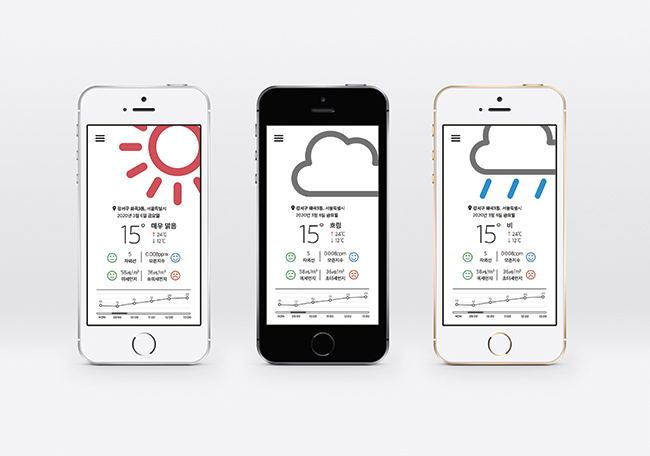 강서구 화곡3동, 서울특별시
2020년 3월 6일 금요일
15° 매우 맑음
↑ 24℃
↓ 12℃
5 0.008ppm
자외선 오존지수
58㎍/m³ 36㎍/m³
미세먼지 초미세먼지
NOW 09:00 10:00 11:00 12:00 13:00
강서구 화곡3동, 서울특별시
2020년 3월 6일 금요일
15° 흐림
↑ 24℃
↓ 12℃
5 0.008ppm
자외선 오존지수
58㎍/m³ 36㎍/m³
미세먼지 초미세먼지
NOW 09:00 10:00 11:00 12:00 13:00
강서구 화곡3동, 서울특별시
2020년 3월 6일 금요일
15° 비
↑ 24℃
↓ 12℃
5 0.008ppm
자외선 오존지수
58㎍/m³ 36㎍/m³
미세먼지 초미세먼지
NOW 09:00 10:00 11:00 12:00 13:00